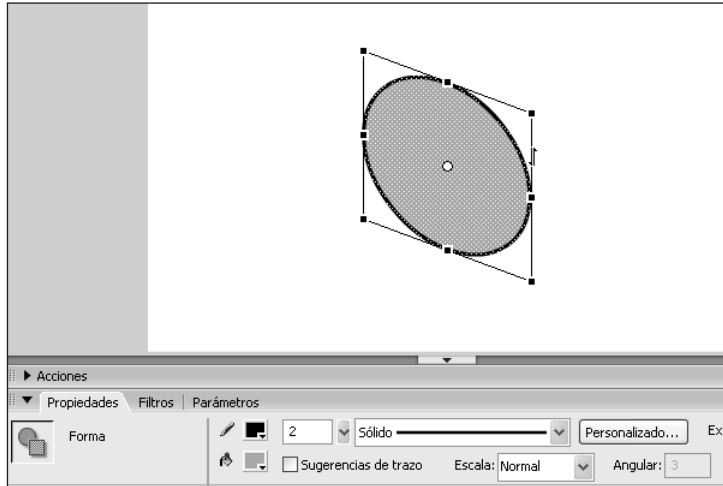 Acciones
Propiedades Filtros Parámetros
Forma 2 Sólido Personalizado... Ex
Sugerencias de trazo Escala: Normal Angular: 3